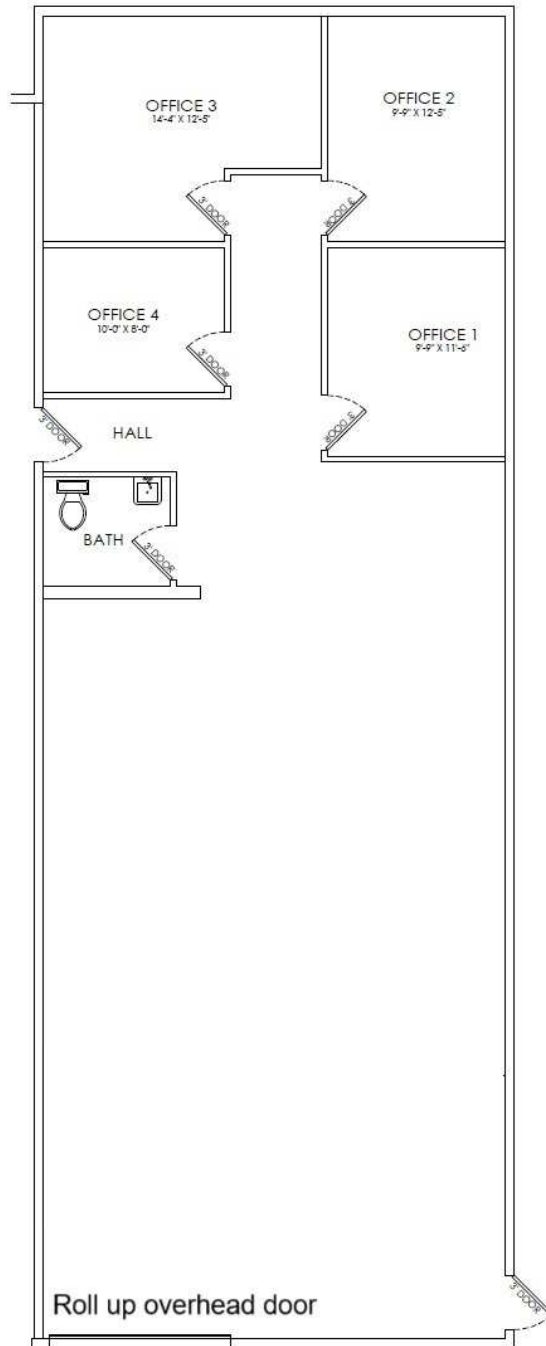 OFFICE 3
14'-4" X 12'-5"
OFFICE 2
9'-9" X 12'-5"
3' DOOR
3' DOOR
OFFICE 4
10'-0" X 8'-0"
OFFICE 1
9'-9" X 11'-6"
3' DOOR
3' DOOR
3' DOOR
HALL
BATH
3' DOOR
3' DOOR
Roll up overhead door